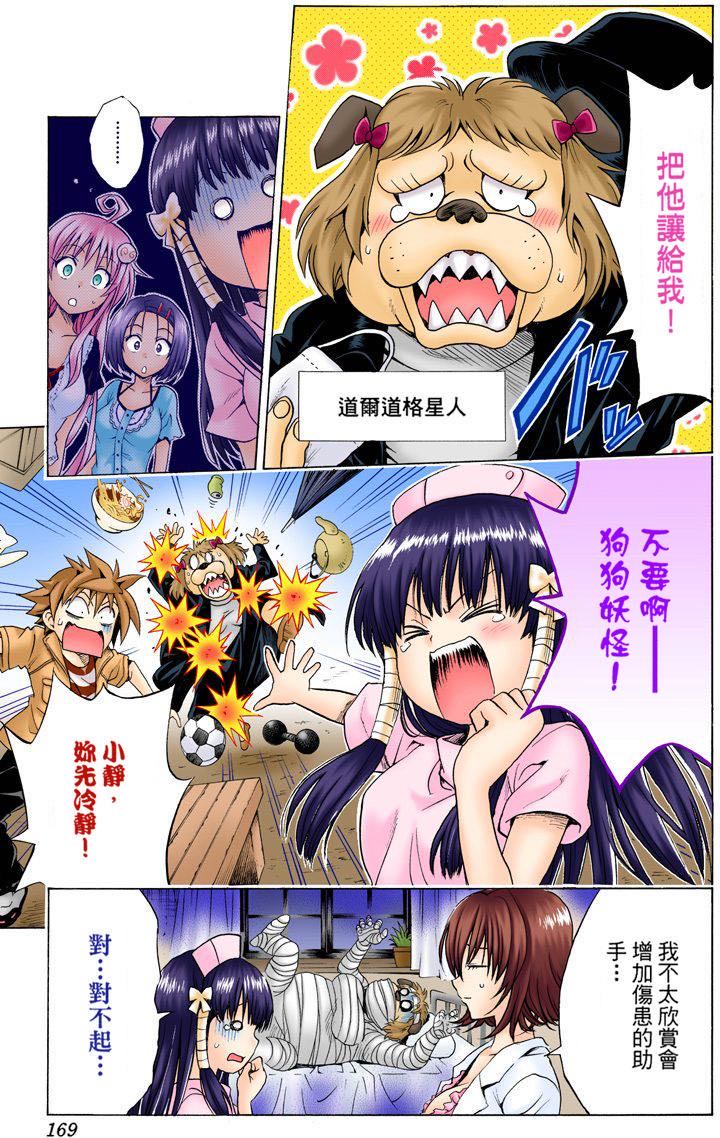 把他讓給我！
道爾道格星人
バッ
………
不要啊——
狗狗妖怪！
小靜，
妳先冷靜！
我不太欣賞會
增加傷患的助
手…
對…對不起…
169